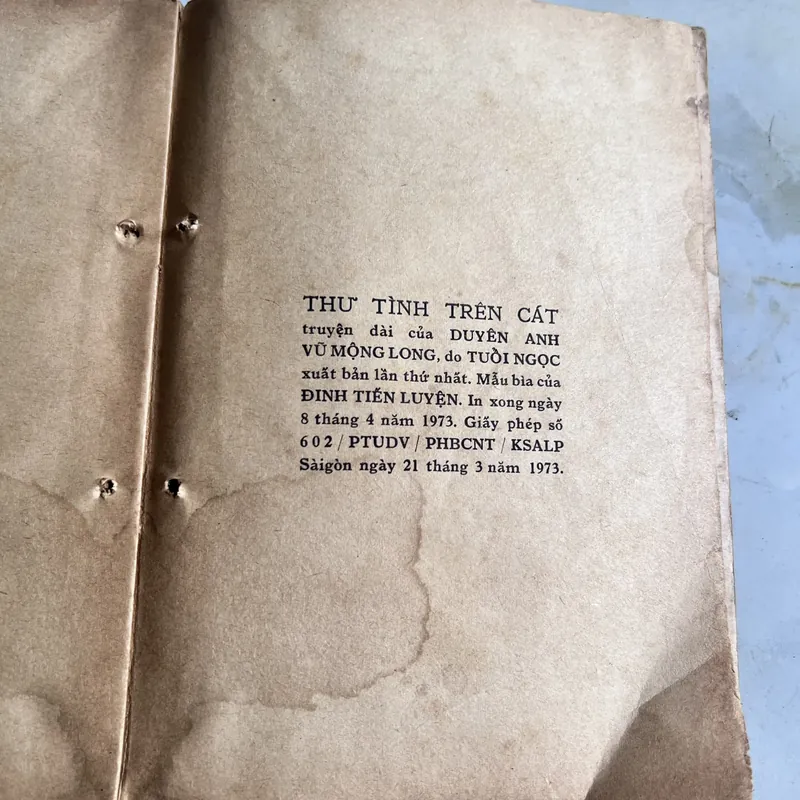 THƯ TÌNH TRÊN CÁT
truyện dài của DUYÊN ANH
VŨ MỘNG LONG, do TUỔI NGỌC
xuất bản lần thứ nhất. Mẫu bìa của
ĐINH TIẾN LUYỆN. In xong ngày
8 tháng 4 năm 1973. Giấy phép số
602/PTUDV/PHBCNT/KSALP
Sàigòn ngày 21 tháng 3 năm 1973.